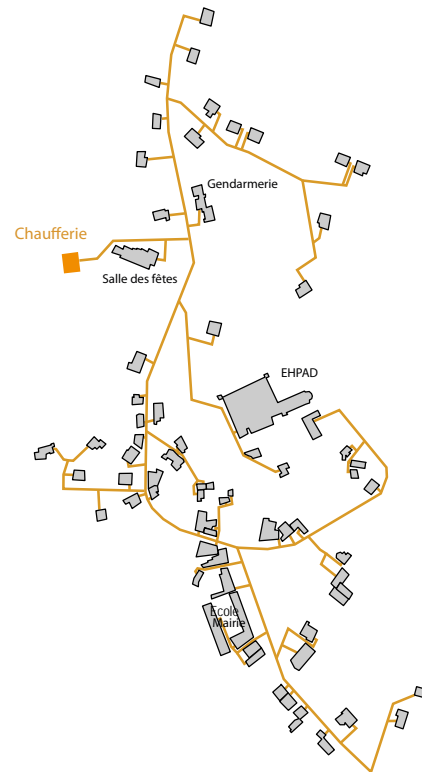 Gendarmerie
Chaufferie
Salle des fêtes
EHPAD
Ecole
Mairie